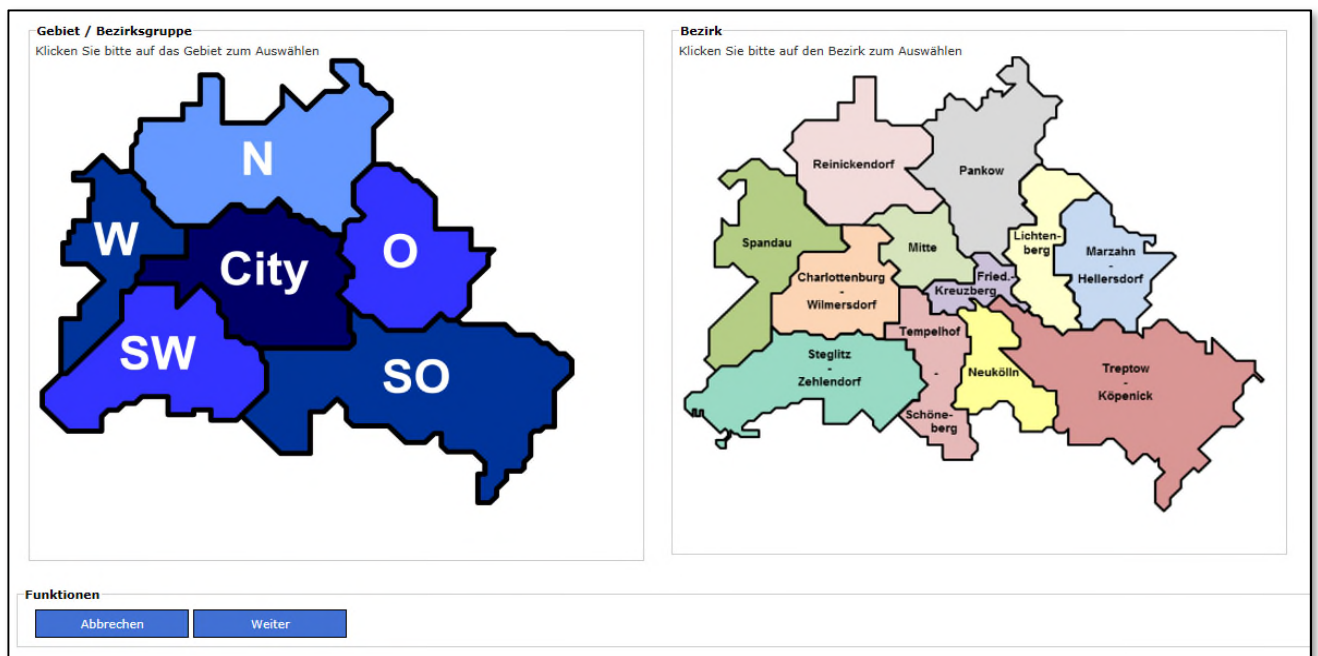 Gebiet / Bezirksgruppe
Klicken Sie bitte auf das Gebiet zum Auswählen
N
W
O
City
SW
SO
Bezirk
Klicken Sie bitte auf den Bezirk zum Auswählen
Reinickendorf
Pankow
Spandau
Mitte
Lichten-
berg
Marzahn
-
Hellersdorf
Charlottenburg
-
Wilmersdorf
Fried.-
Kreuzberg
Tempelhof
-
Schöne-
berg
Steglitz
-
Zehlendorf
Neukölln
Treptow
-
Köpenick
Funktionen
Abbrechen
Weiter